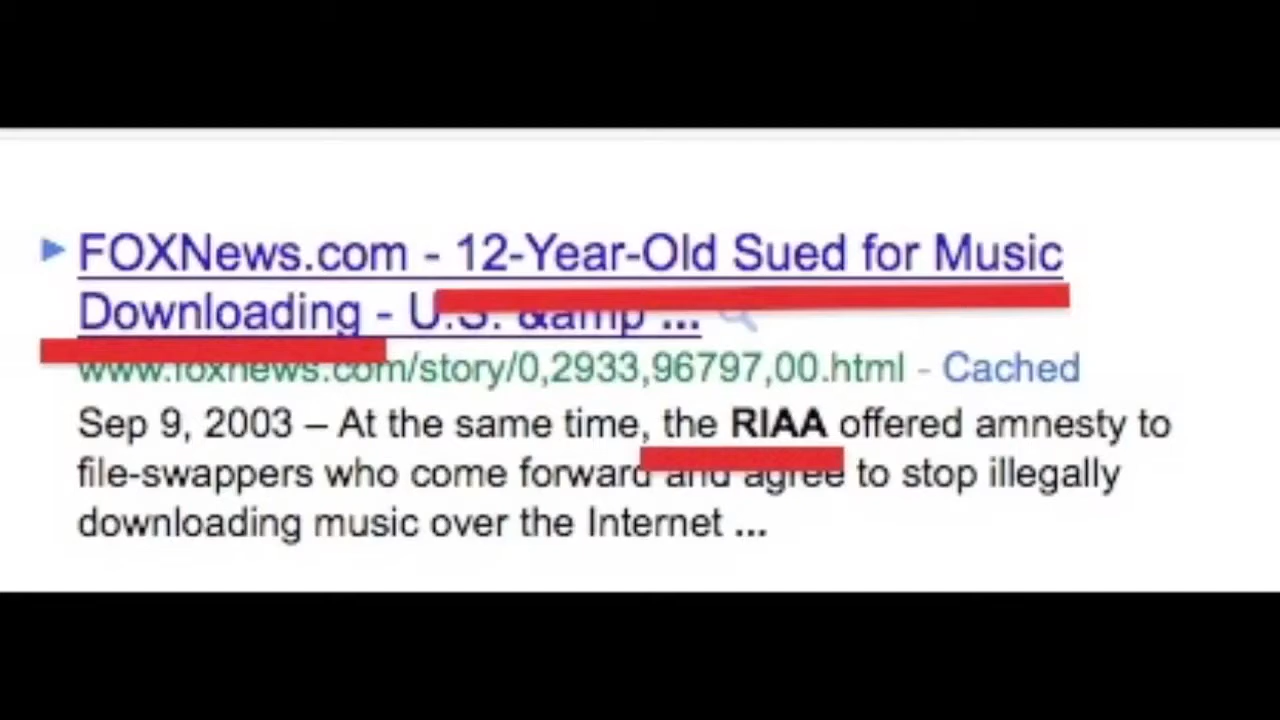 FOXNews.com - 12-Year-Old Sued for Music
Downloading - U.S. &amp ...
www.foxnews.com/story/0,2933,96797,00.html - Cached
Sep 9, 2003 – At the same time, the RIAA offered amnesty to
file-swappers who come forward and agree to stop illegally
downloading music over the Internet ...